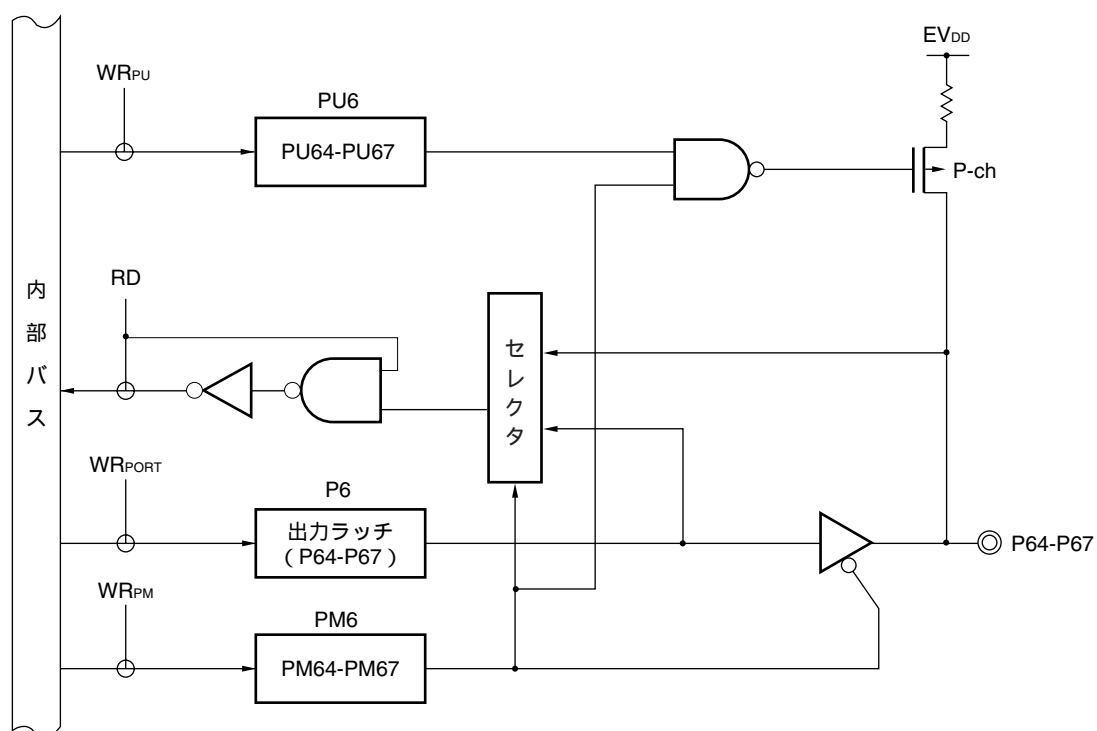 EVDD
WRPU
PU6
PU64-PU67
P-ch
RD
内部バス
セレクタ
WRPORT
P6
出力ラッチ
(P64-P67)
P64-P67
WRPM
PM6
PM64-PM67